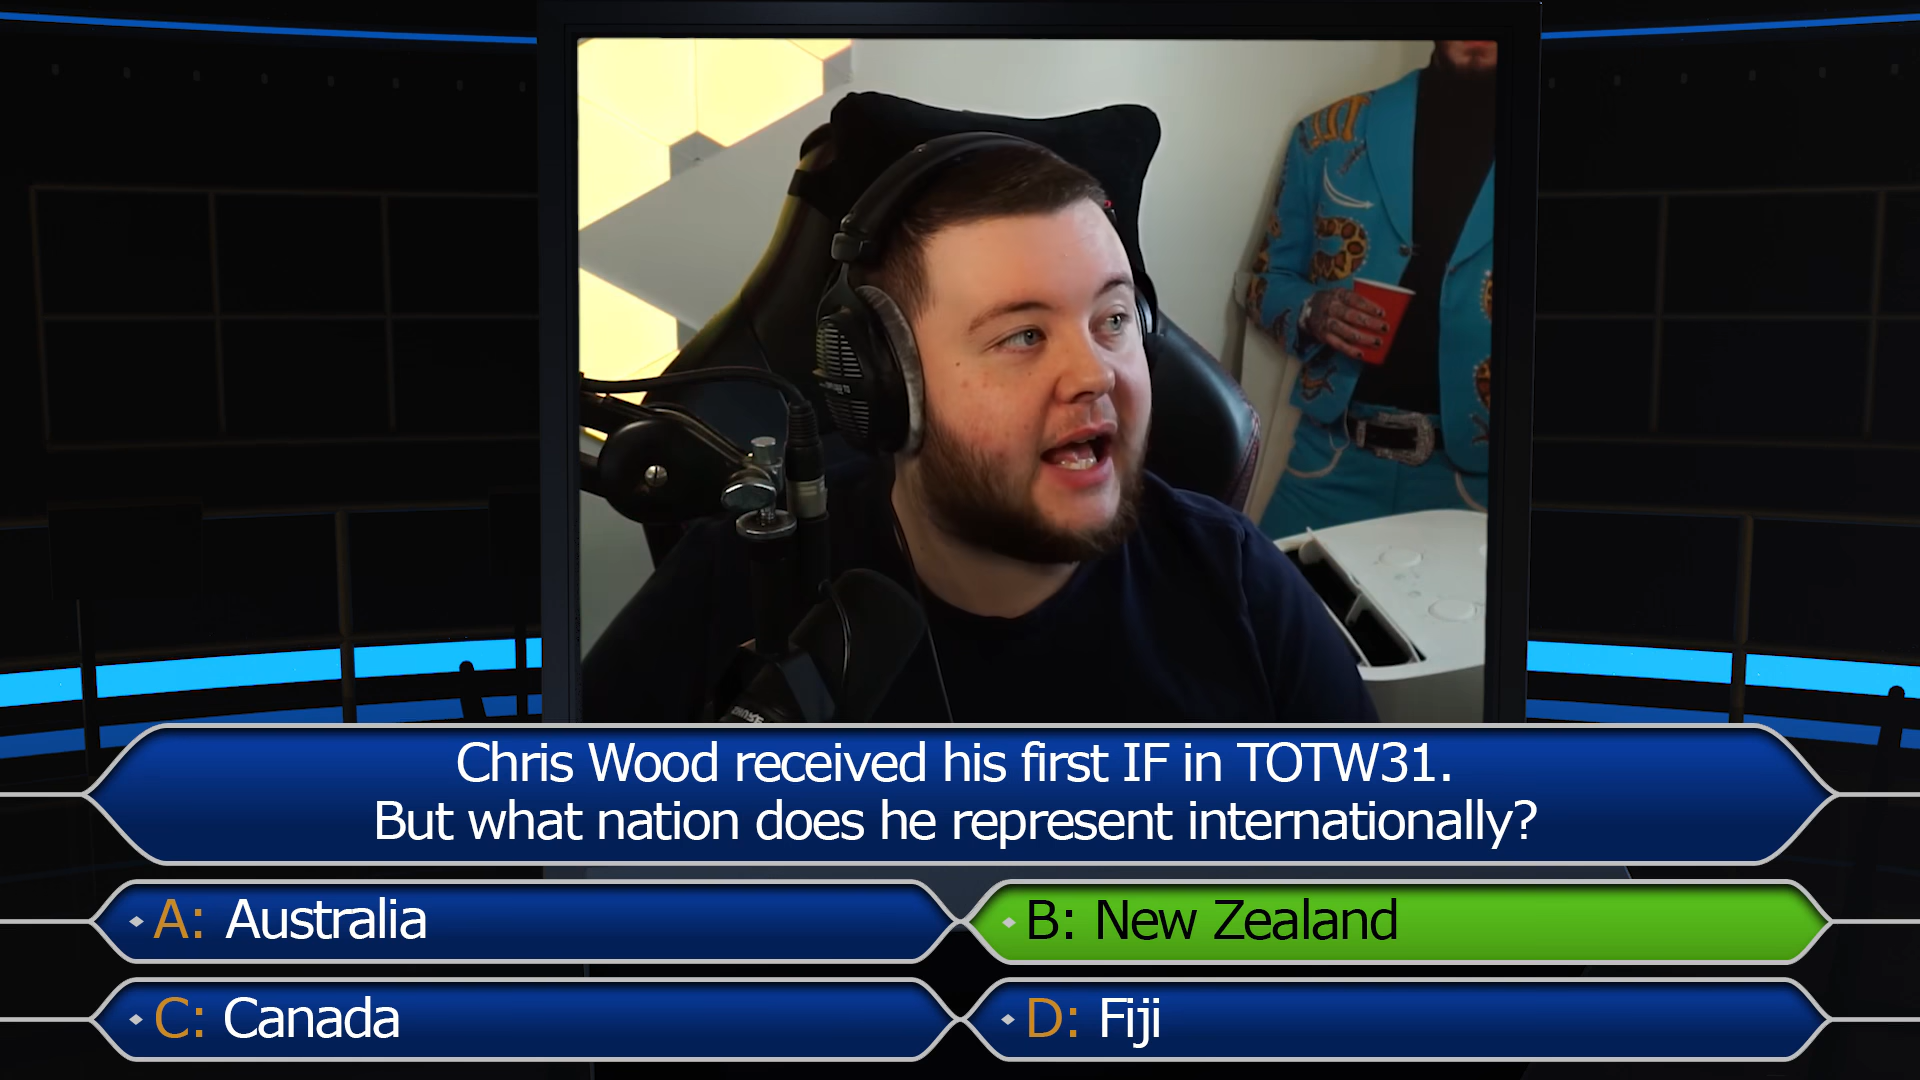 Chris Wood received his first IF in TOTW31.
But what nation does he represent internationally?
A: Australia
B: New Zealand
C: Canada
D: Fiji